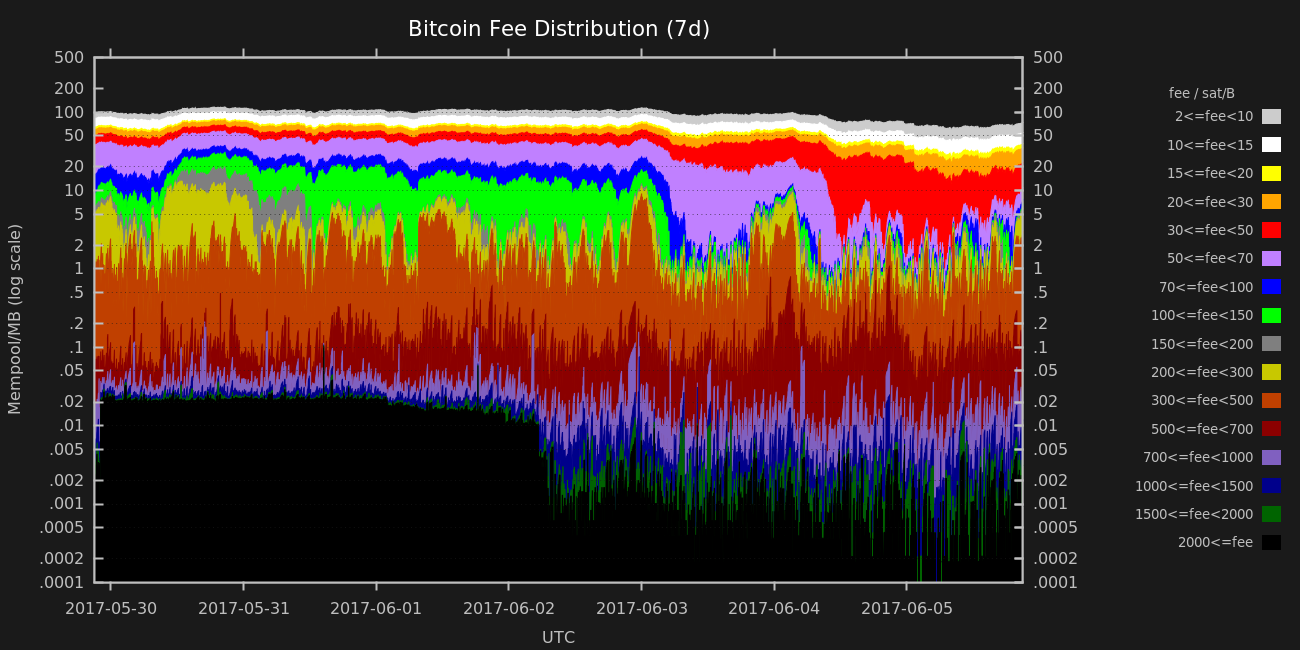 Bitcoin Fee Distribution (7d)
500
200
100
50
20
10
5
2
1
.5
.2
.1
.05
.02
.01
.005
.002
.001
.0005
.0002
.0001
Mempool/MB (log scale)
500
200
100
50
20
10
5
2
1
.5
.2
.1
.05
.02
.01
.005
.002
.001
.0005
.0002
.0001
2017-05-30 2017-05-31 2017-06-01 2017-06-02 2017-06-03 2017-06-04 2017-06-05
UTC
fee / sat/B
2<=fee<10
10<=fee<15
15<=fee<20
20<=fee<30
30<=fee<50
50<=fee<70
70<=fee<100
100<=fee<150
150<=fee<200
200<=fee<300
300<=fee<500
500<=fee<700
700<=fee<1000
1000<=fee<1500
1500<=fee<2000
2000<=fee